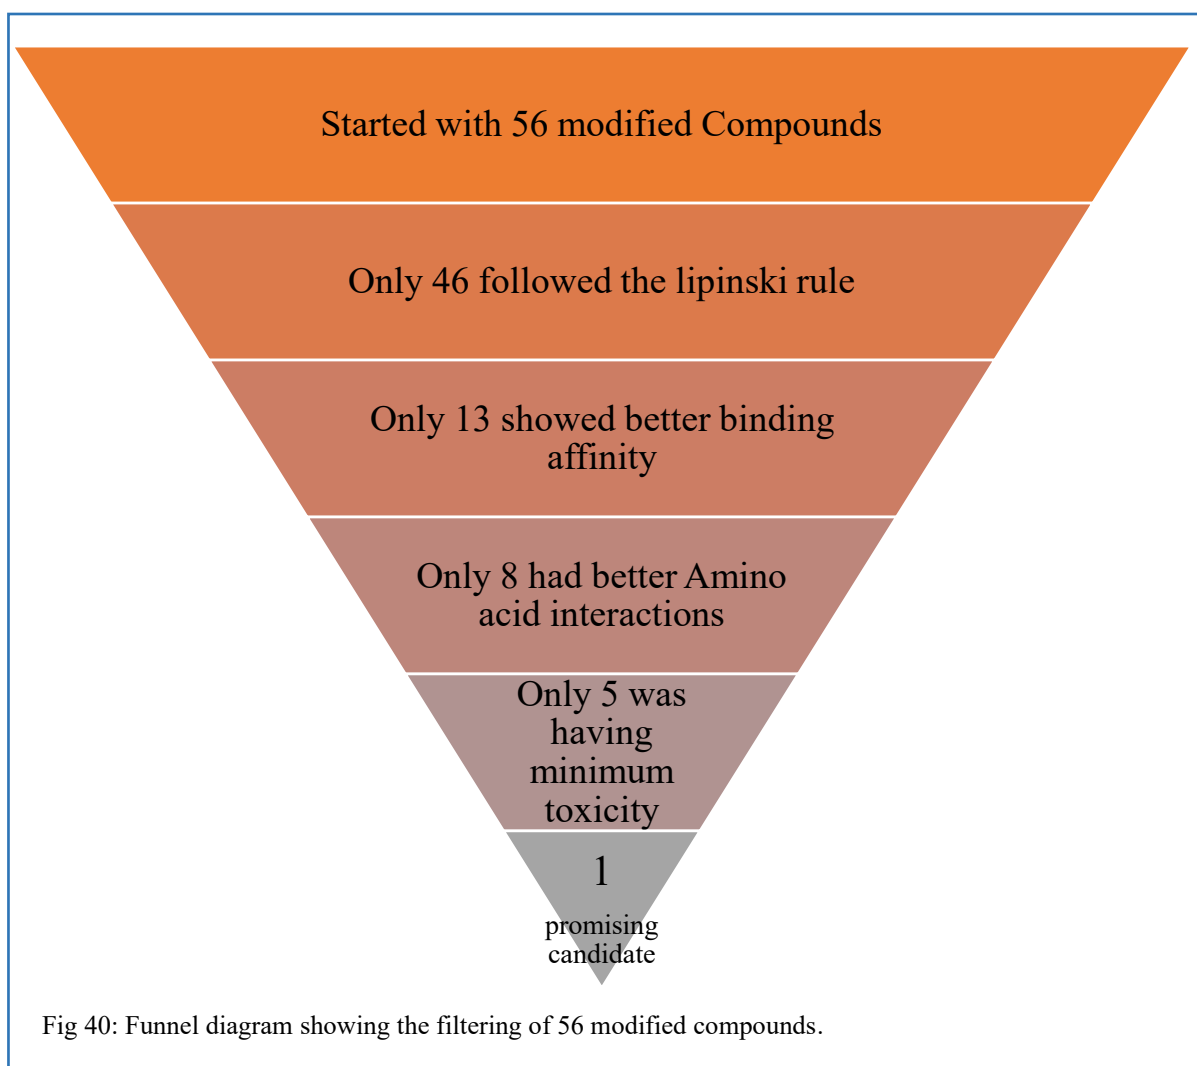 Started with 56 modified Compounds
Only 46 followed the lipinski rule
Only 13 showed better binding
affinity
Only 8 had better Amino
acid interactions
Only 5 was
having
minimum
toxicity
1
promising
candidate
Fig 40: Funnel diagram showing the filtering of 56 modified compounds.